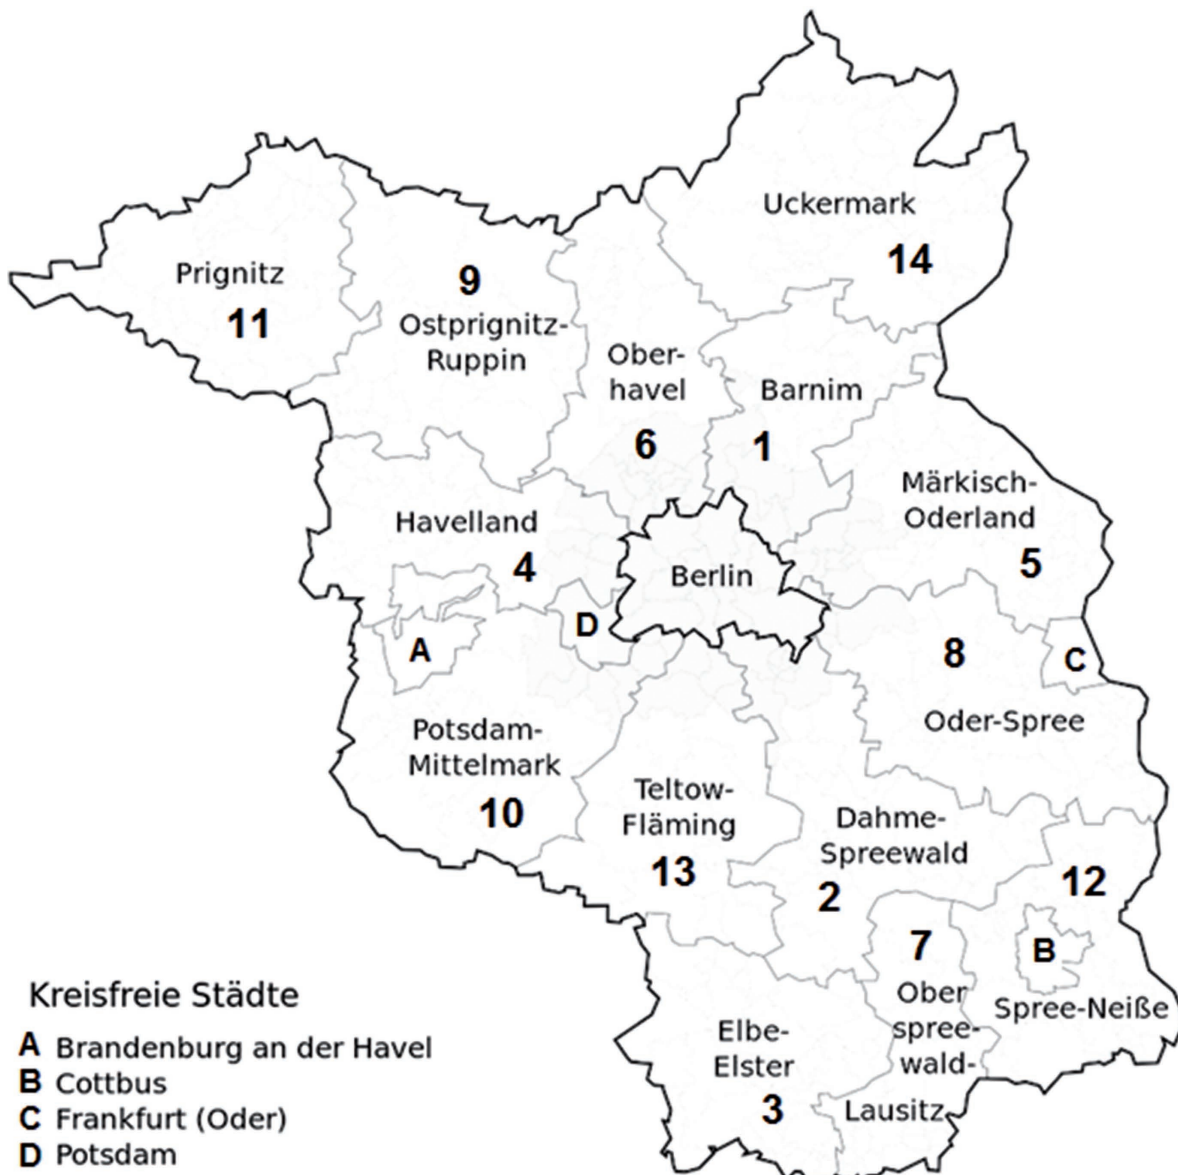 Uckermark
14
Prignitz
11
9
Ostprignitz-
Ruppin
Ober-
havel
6
Barnim
1
Märkisch-
Oderland
5
Havelland
4
Berlin
D
A
8
C
Oder-Spree
Potsdam-
Mittelmark
10
Teltow-
Fläming
13
Dahme-
Spreewald
2
12
7
B
Ober
spree-
wald-
Lausitz
Spree-Neiße
Elbe-
Elster
3
Kreisfreie Städte
A Brandenburg an der Havel
B Cottbus
C Frankfurt (Oder)
D Potsdam